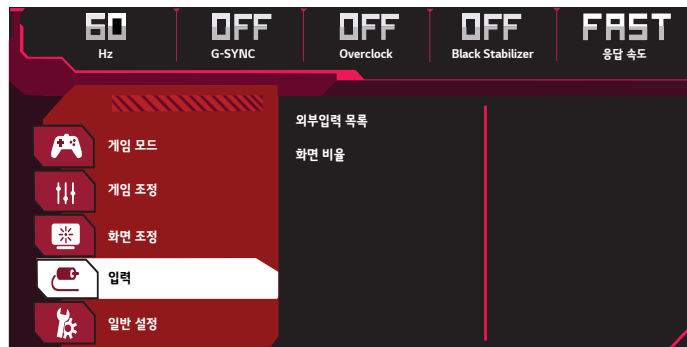 60 OFF OFF OFF FAST
Hz G-SYNC Overclock Black Stabilizer 응답 속도
외부입력 목록
게임 모드
화면 비율
게임 조정
화면 조정
입력
일반 설정